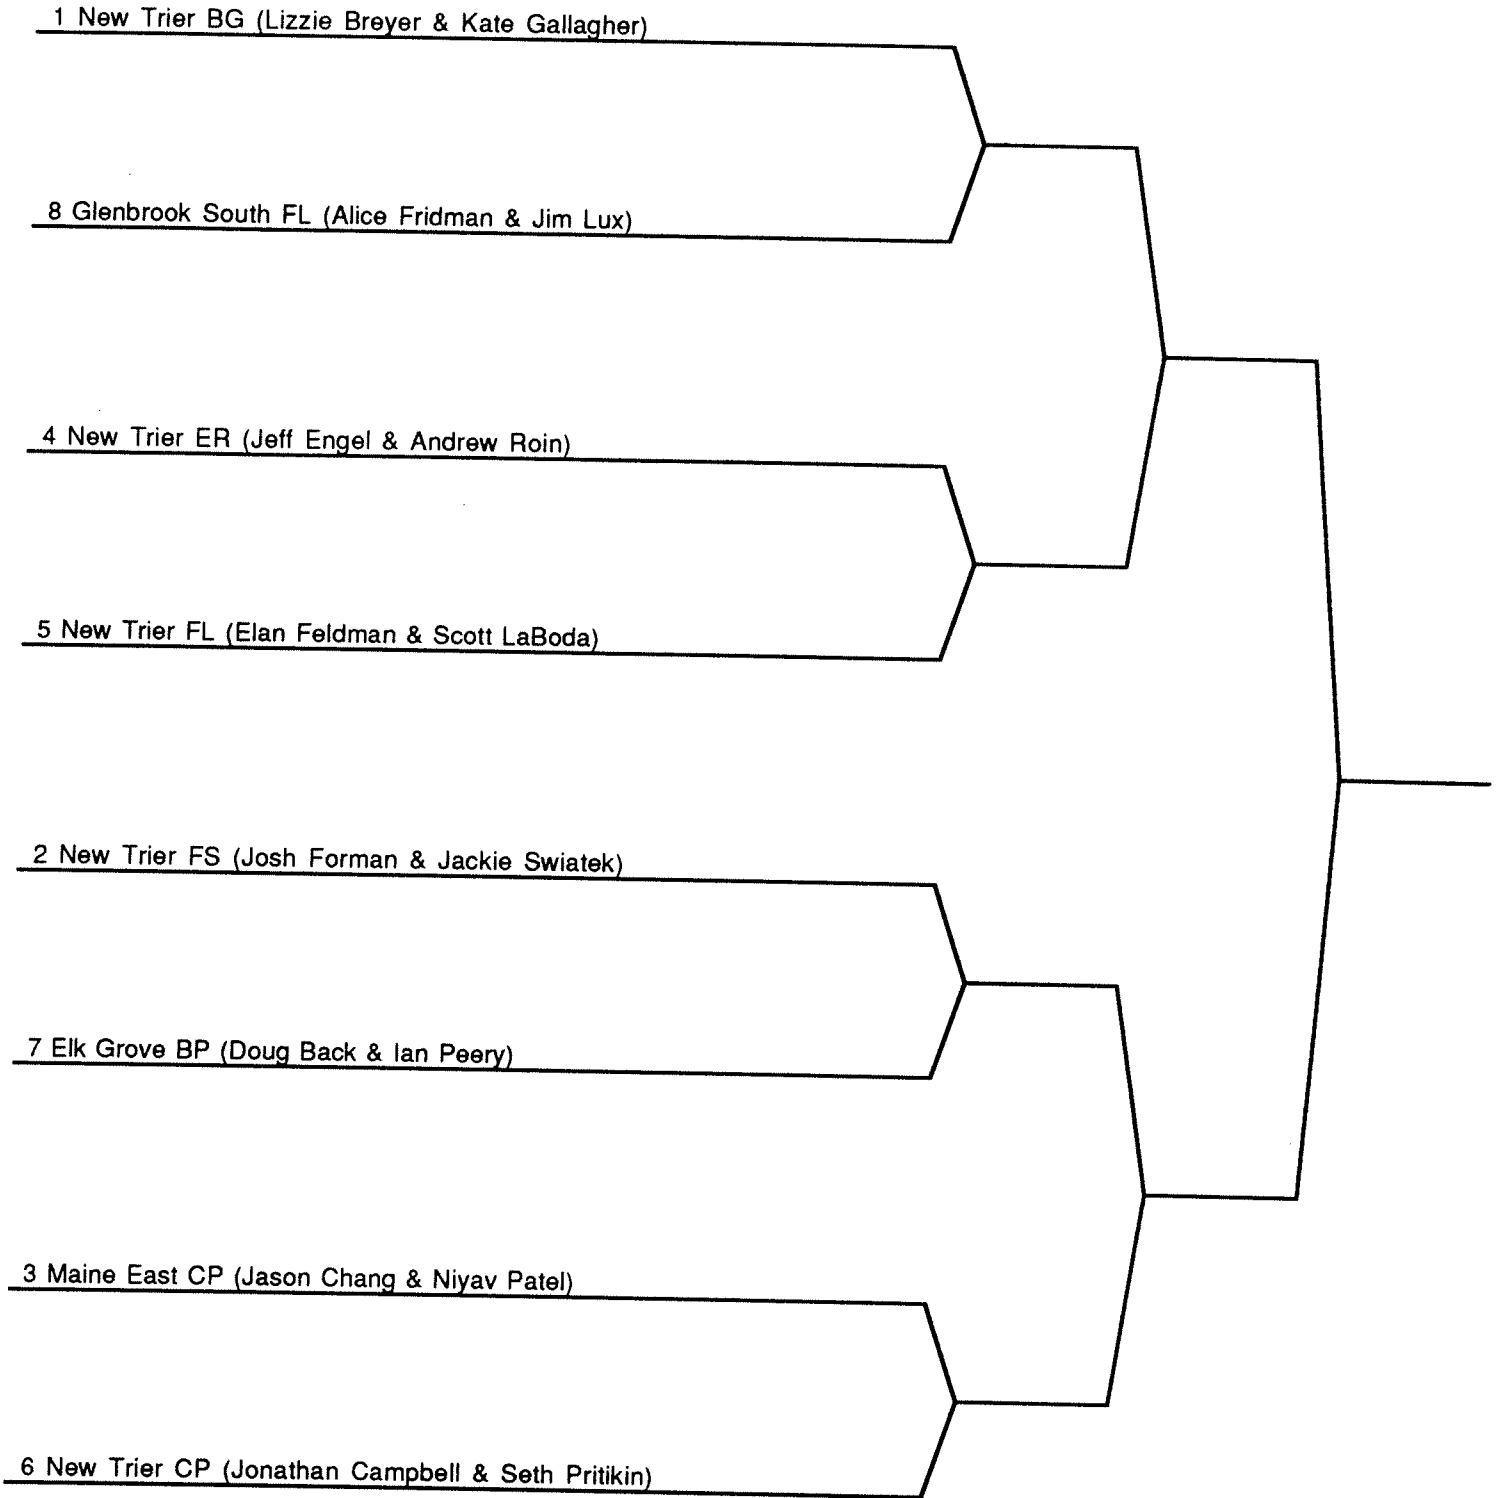 1 New Trier BG (Lizzie Breyer & Kate Gallagher)
8 Glenbrook South FL (Alice Fridman & Jim Lux)
4 New Trier ER (Jeff Engel & Andrew Roin)
5 New Trier FL (Elan Feldman & Scott LaBoda)
2 New Trier FS (Josh Forman & Jackie Swiatek)
7 Elk Grove BP (Doug Back & Ian Peery)
3 Maine East CP (Jason Chang & Niyav Patel)
6 New Trier CP (Jonathan Campbell & Seth Pritikin)